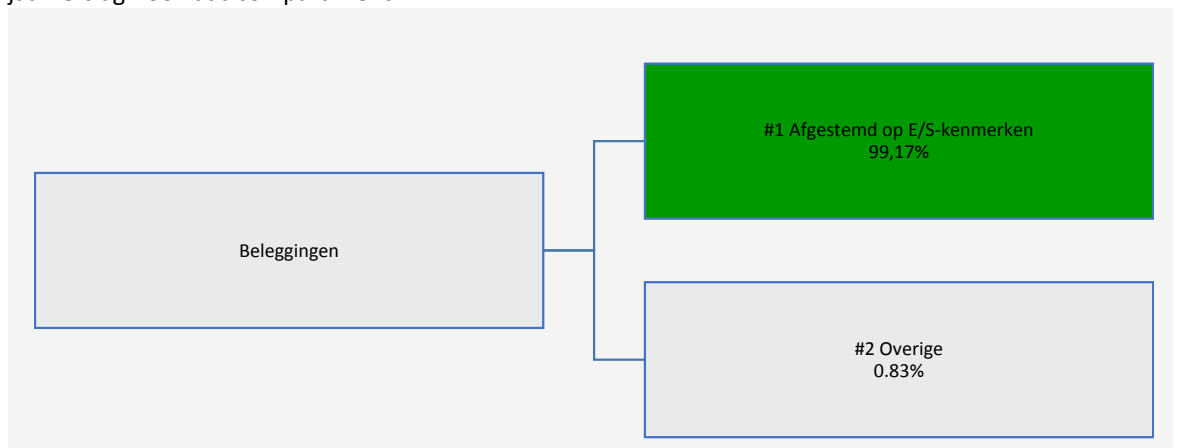 Beleggingen
#1 Afgestemd op E/S-kenmerken
99,17%
#2 Overige
0.83%